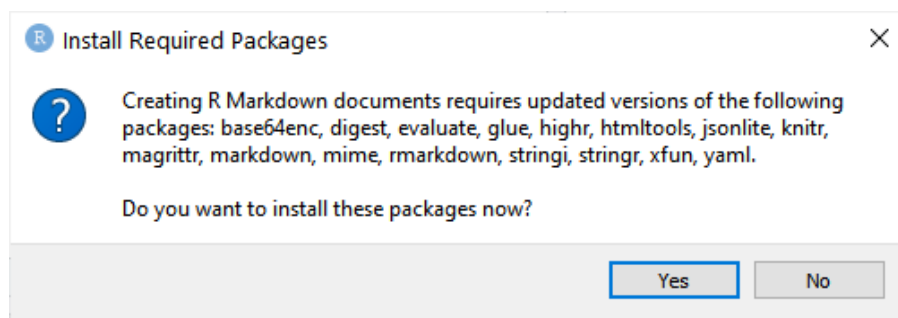 R Install Required Packages
?
Creating R Markdown documents requires updated versions of the following
packages: base64enc, digest, evaluate, glue, highr, htmltools, jsonlite, knitr,
magrittr, markdown, mime, rmarkdown, stringi, stringr, xfun, yaml.
Do you want to install these packages now?
Yes No